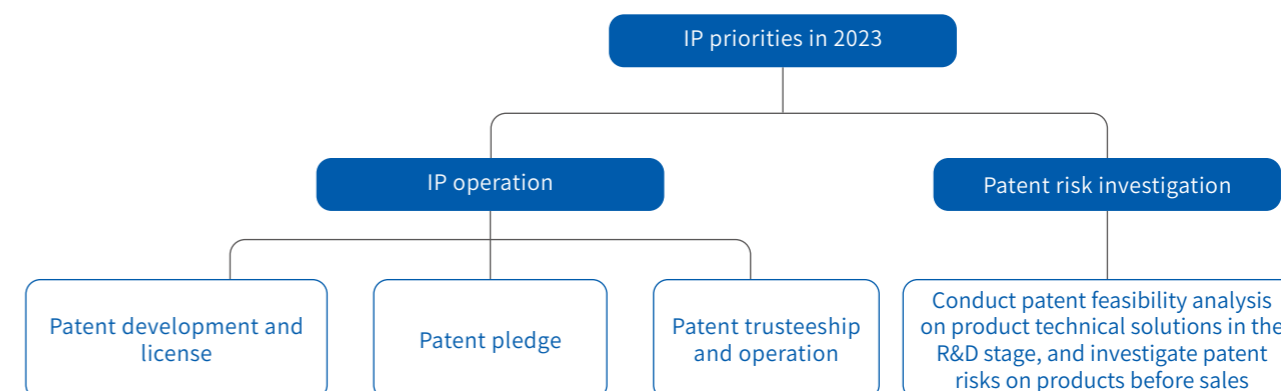 IP priorities in 2023
IP operation
Patent risk investigation
Patent development and
license
Patent pledge
Patent trusteeship
and operation
Conduct patent feasibility analysis
on product technical solutions in the
R&D stage, and investigate patent
risks on products before sales